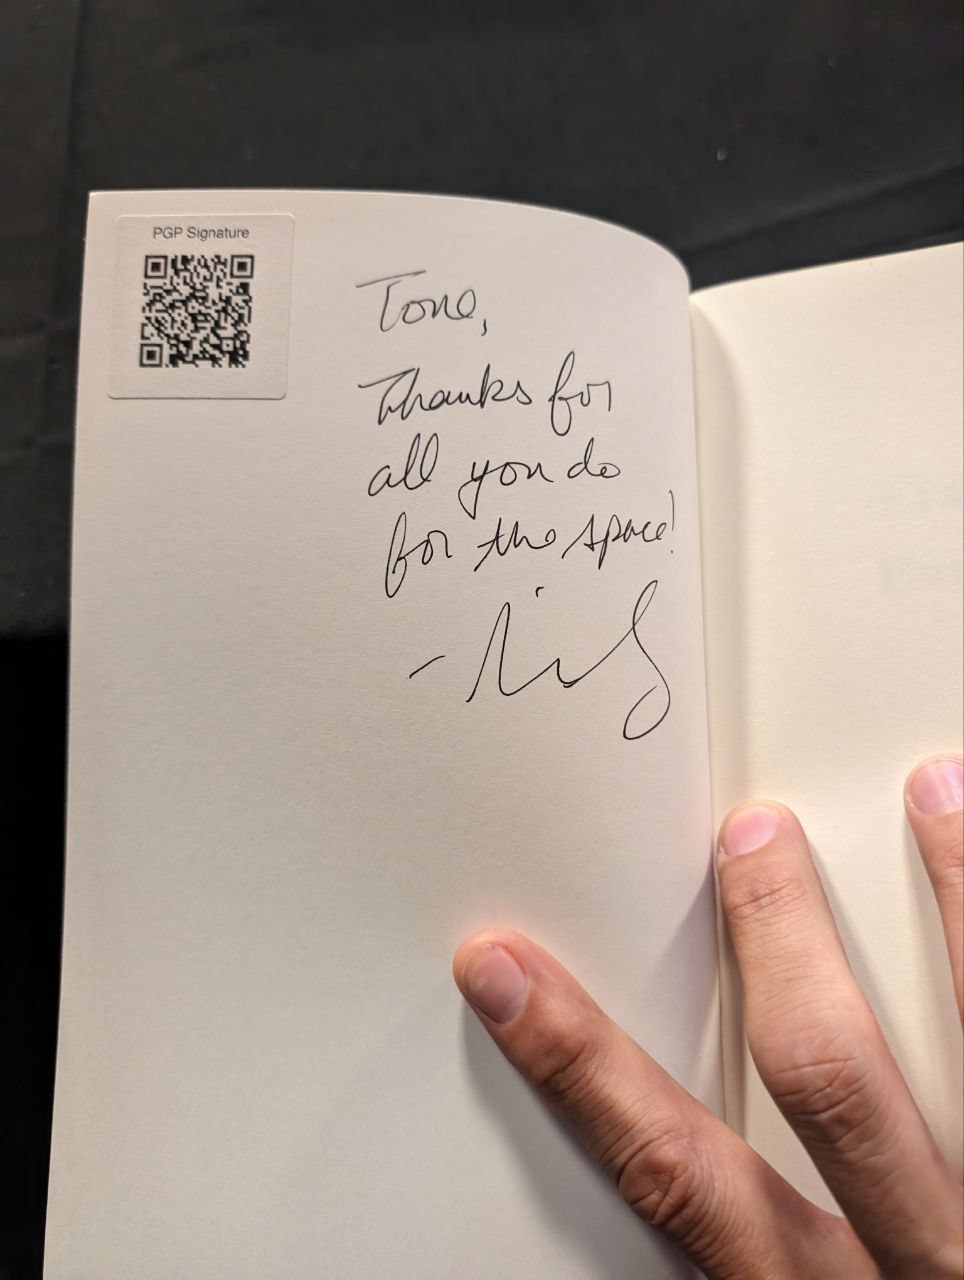 PGP Signature
Tone,
Thanks for
all you do
for the space!